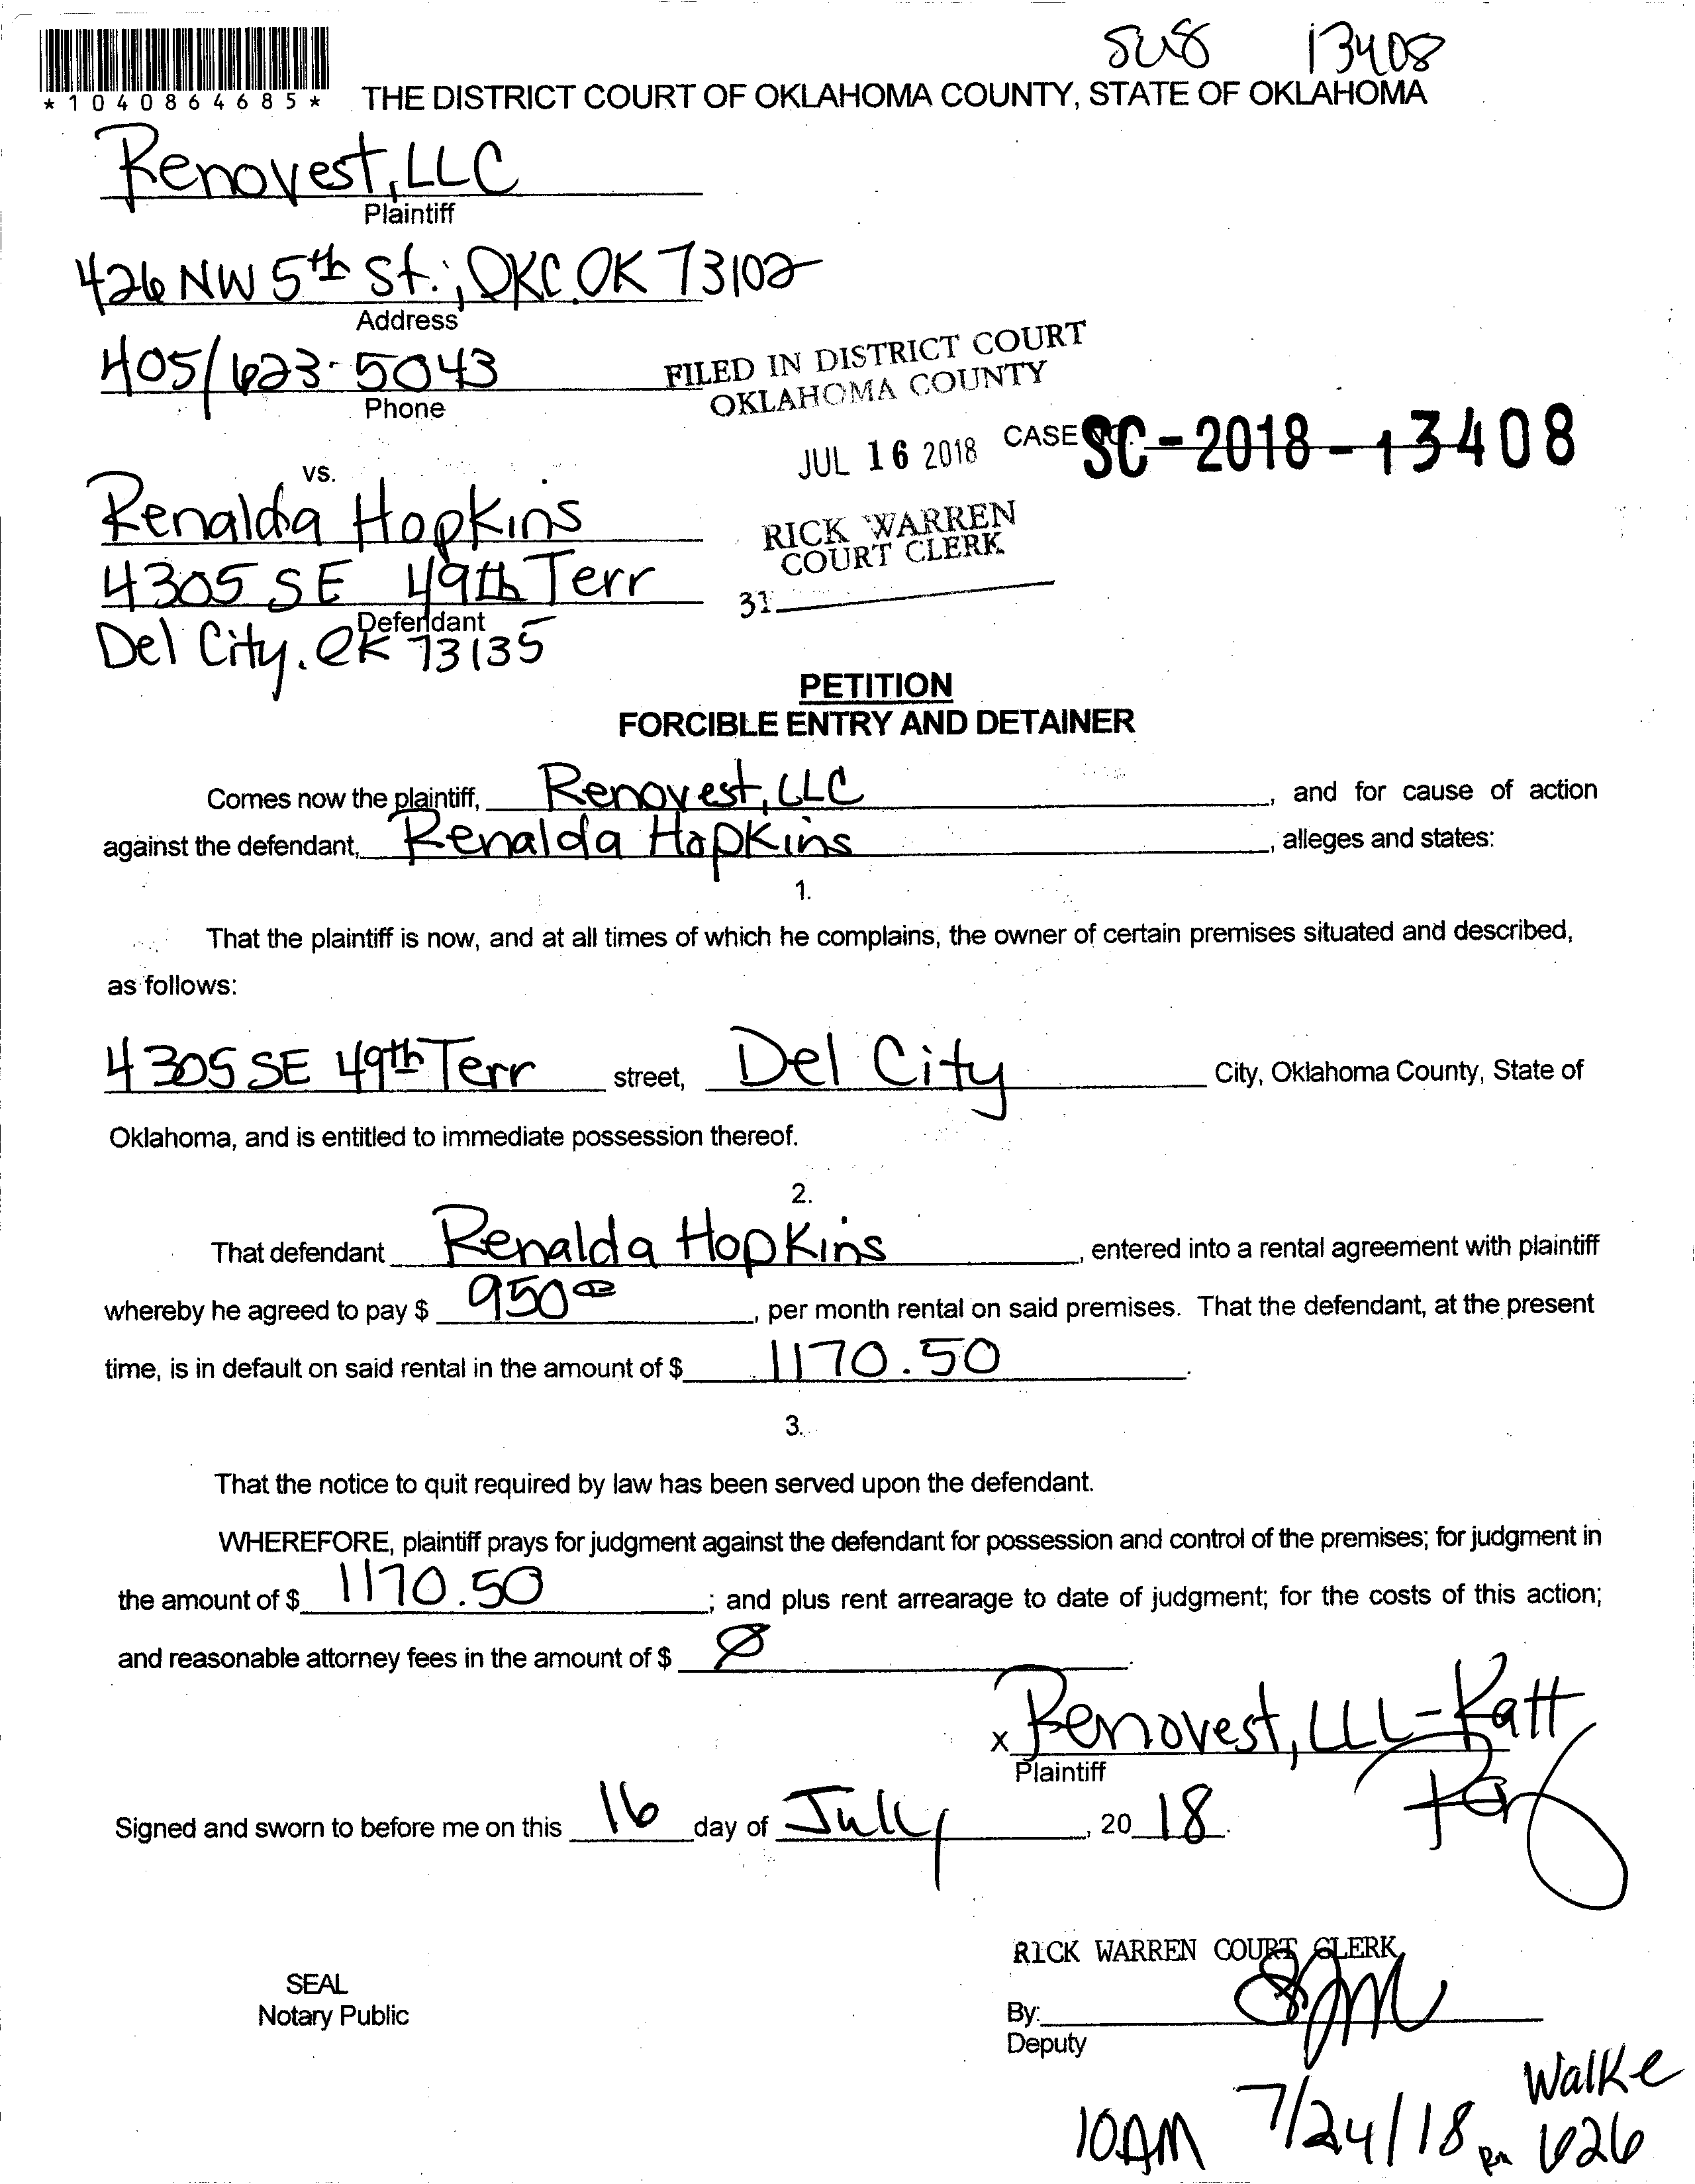 13408
*1040864685*
THE DISTRICT COURT OF OKLAHOMA COUNTY, STATE OF OKLAHOMA
Renovest, LLC
Plaintiff
426 NW 5th St.; OKC. OK 73102
Address
405/623-5043
Phone
FILED IN DISTRICT COURT
OKLAHOMA COUNTY
JUL 16 2018
CASE SC-2018-13408
vs.
RICK WARREN
COURT CLERK
31
Renalda Hopkins
4305 SE 49th Terr
Defendant
Del City. OK 73135
PETITION
FORCIBLE ENTRY AND DETAINER
Comes now the plaintiff, Renovest, LLC, and for cause of action
against the defendant, Renalda Hopkins, alleges and states:
1.
That the plaintiff is now, and at all times of which he complains, the owner of certain premises situated and described,
as follows:
4305 SE 49th Terr street, Del City City, Oklahoma County, State of
Oklahoma, and is entitled to immediate possession thereof.
2.
That defendant Renalda Hopkins, entered into a rental agreement with plaintiff
whereby he agreed to pay $ 950 00, per month rental on said premises. That the defendant, at the present
time, is in default on said rental in the amount of $ 1170.50.
3.
That the notice to quit required by law has been served upon the defendant.
WHEREFORE, plaintiff prays for judgment against the defendant for possession and control of the premises; for judgment in
the amount of $ 1170.50; and plus rent arrearage to date of judgment; for the costs of this action;
and reasonable attorney fees in the amount of $ Ø.
x Renovest, LLC - Katt
Plaintiff
Signed and sworn to before me on this 16 day of July, 20 18.
RICK WARREN COURT CLERK
SEAL
Notary Public
By:
Deputy
Walke
10AM 7/24/18 Rm 626